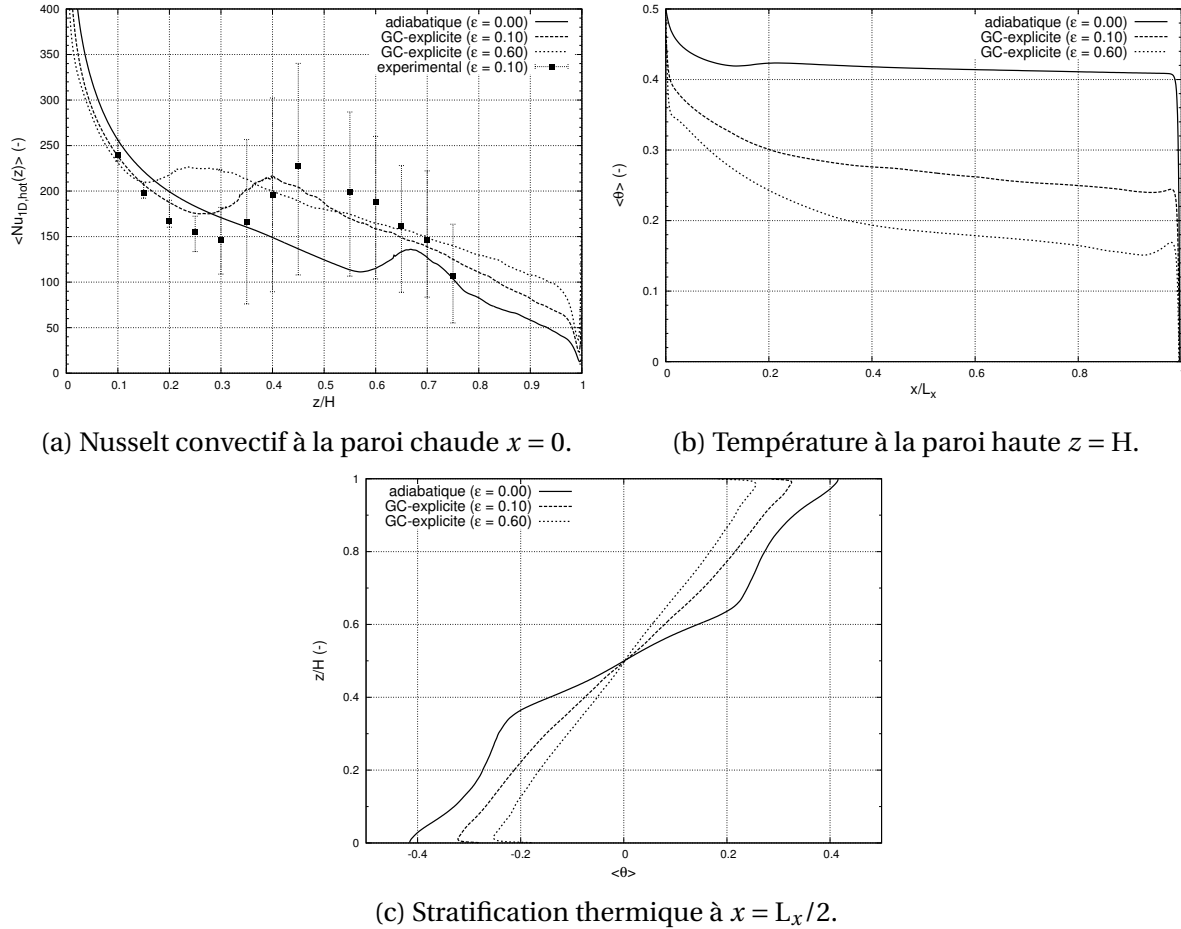 400
350
300
250
200
150
100
50
0
<Nu1D,hot(z)> (-)
adiabatique (ε = 0.00)
GC-explicite (ε = 0.10)
GC-explicite (ε = 0.60)
experimental (ε = 0.10)
0 0.1 0.2 0.3 0.4 0.5 0.6 0.7 0.8 0.9 1
z/H
(a) Nusselt convectif à la paroi chaude x = 0.
0.5
0.4
0.3
0.2
0.1
0
<θ> (-)
adiabatique (ε = 0.00)
GC-explicite (ε = 0.10)
GC-explicite (ε = 0.60)
0 0.2 0.4 0.6 0.8 1
x/Lx
(b) Température à la paroi haute z = H.
1
0.8
0.6
0.4
0.2
0
z/H (-)
adiabatique (ε = 0.00)
GC-explicite (ε = 0.10)
GC-explicite (ε = 0.60)
-0.4 -0.2 0 0.2 0.4
<θ>
(c) Stratification thermique à x = Lx/2.